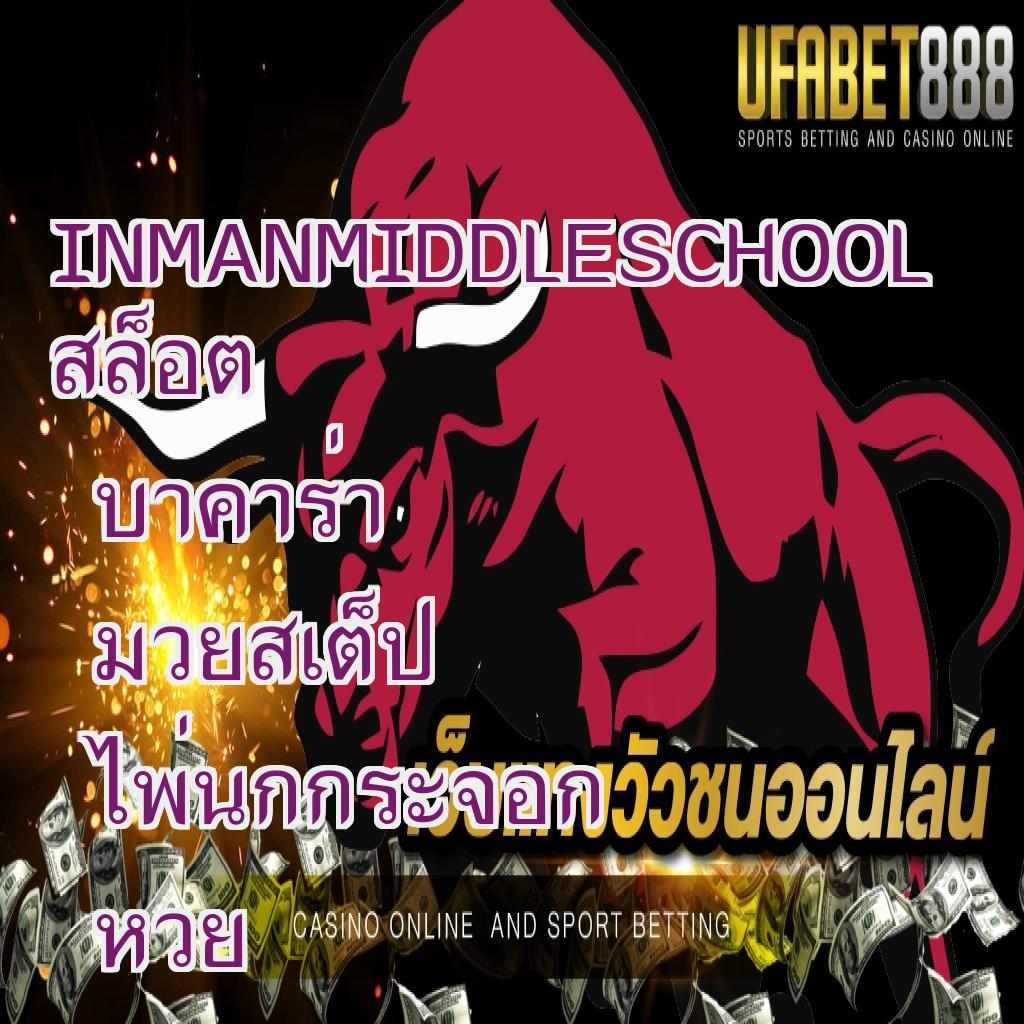 UFABET888
SPORTS BETTING AND CASINO ONLINE
INMANMIDDLESCHOOL
สล็อต
บาคาร่า
มวยสเต็ป
ไพ่นกกระจอก
วัวชนออนไลน์
หวย
CASINO ONLINE AND SPORT BETTING